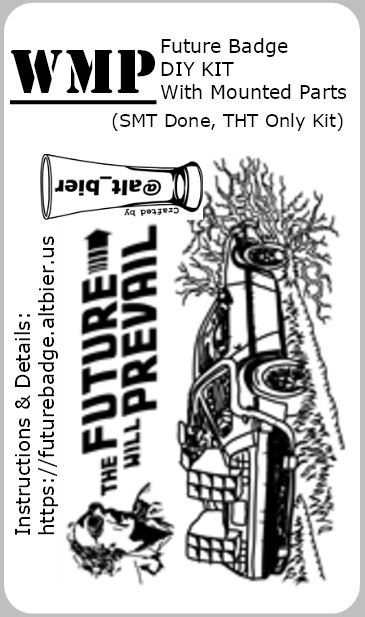 WMP
Future Badge
DIY KIT
With Mounted Parts
(SMT Done, THT Only Kit)
Crafted by
@alt_bier
THE FUTURE
WILL PREVAIL
Instructions & Details:
https://futurebadge.altbier.us